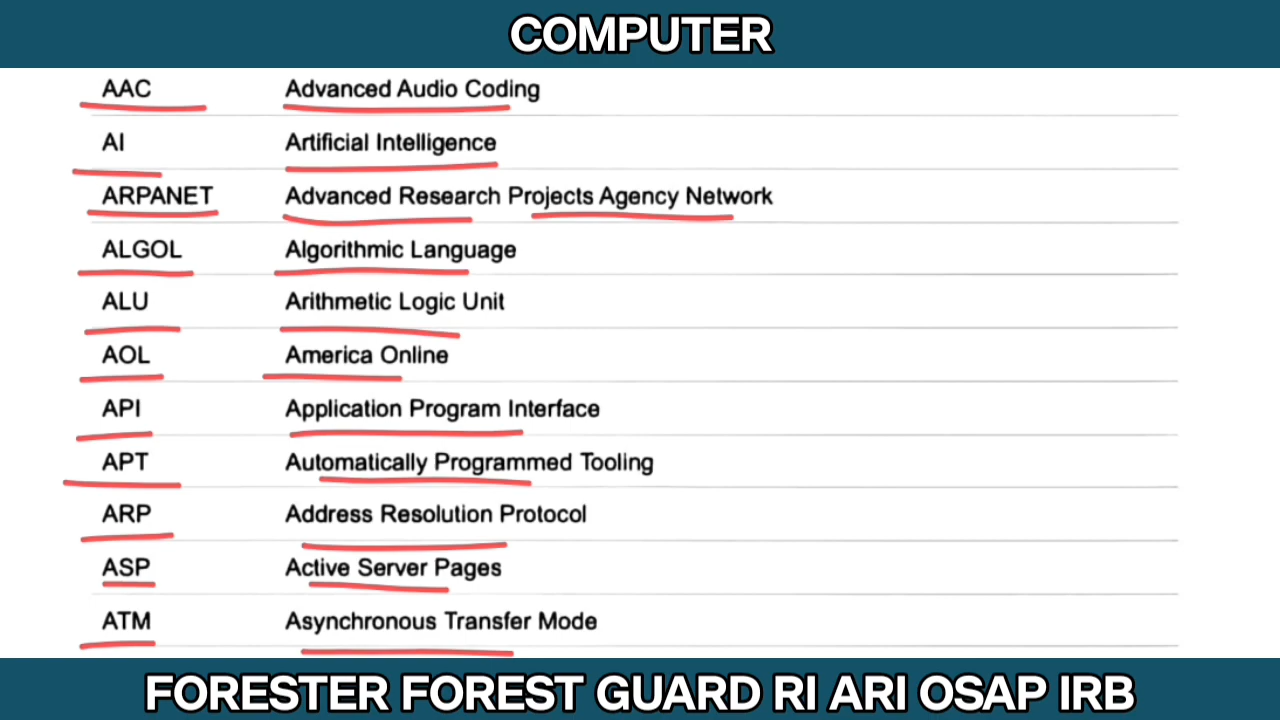 COMPUTER
AAC Advanced Audio Coding
AI Artificial Intelligence
ARPANET Advanced Research Projects Agency Network
ALGOL Algorithmic Language
ALU Arithmetic Logic Unit
AOL America Online
API Application Program Interface
APT Automatically Programmed Tooling
ARP Address Resolution Protocol
ASP Active Server Pages
ATM Asynchronous Transfer Mode
FORESTER FOREST GUARD RI ARI OSAP IRB